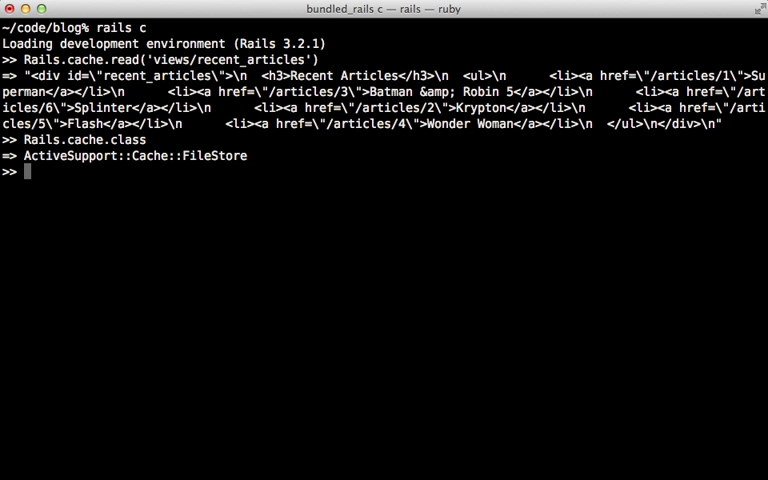 bundled_rails c — rails — ruby
~/code/blog% rails c
Loading development environment (Rails 3.2.1)
>> Rails.cache.read('views/recent_articles')
=> "<div id=\"recent_articles\">\n  <h3>Recent Articles</h3>\n  <ul>\n      <li><a href=\"/articles/1\">Su
perman</a></li>\n      <li><a href=\"/articles/3\">Batman &amp; Robin 5</a></li>\n      <li><a href=\"/art
icles/6\">Splinter</a></li>\n      <li><a href=\"/articles/2\">Krypton</a></li>\n      <li><a href=\"/arti
cles/5\">Flash</a></li>\n      <li><a href=\"/articles/4\">Wonder Woman</a></li>\n  </ul>\n</div>\n"
>> Rails.cache.class
=> ActiveSupport::Cache::FileStore
>>